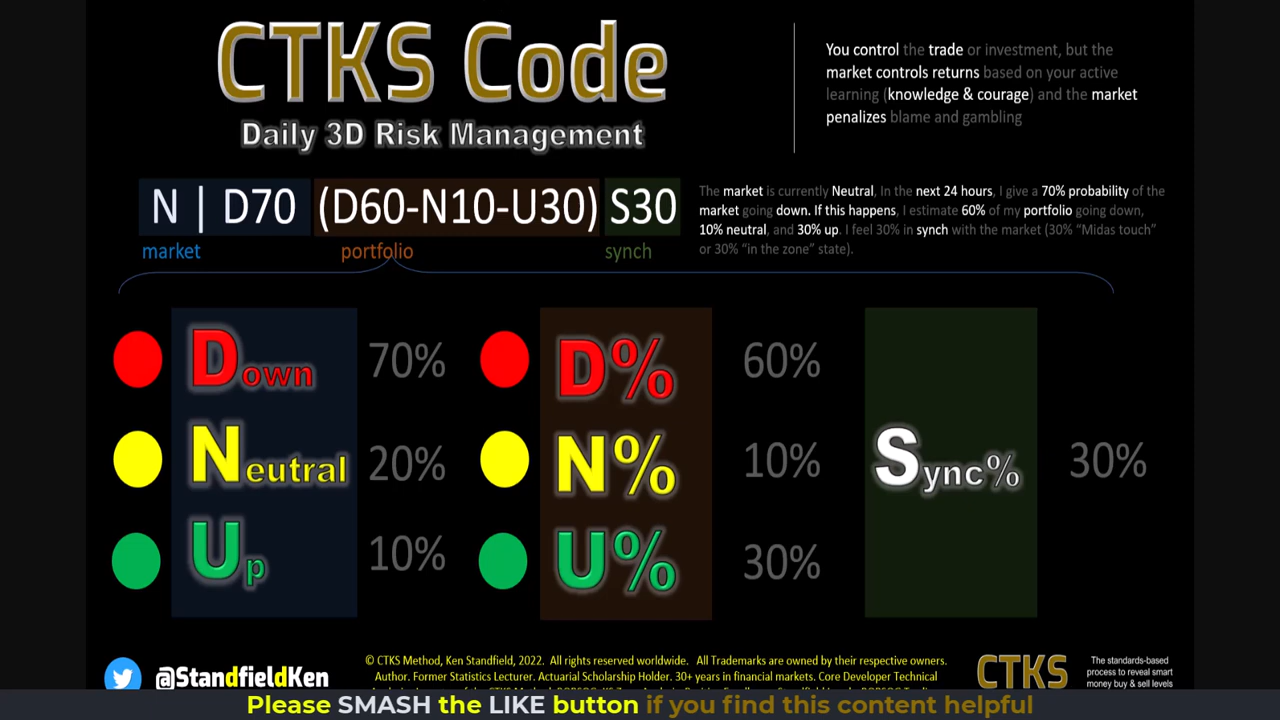 CTKS Code
Daily 3D Risk Management
You control the trade or investment, but the
market controls returns based on your active
learning (knowledge & courage) and the market
penalizes blame and gambling
N | D70 (D60-N10-U30) S30
market portfolio synch
The market is currently Neutral, In the next 24 hours, I give a 70% probability of the
market going down. If this happens, I estimate 60% of my portfolio going down,
10% neutral, and 30% up. I feel 30% in synch with the market (30% “Midas touch”
or 30% “in the zone” state).
Down 70% D% 60%
Neutral 20% N% 10% Sync% 30%
Up 10% U% 30%
@StandfieldKen
© CTKS Method, Ken Standfield, 2022. All rights reserved worldwide. All Trademarks are owned by their respective owners.
Author. Former Statistics Lecturer. Actuarial Scholarship Holder. 30+ years in financial markets. Core Developer Technical
CTKS
The standards-based
process to reveal smart
money buy & sell levels
Please SMASH the LIKE button if you find this content helpful